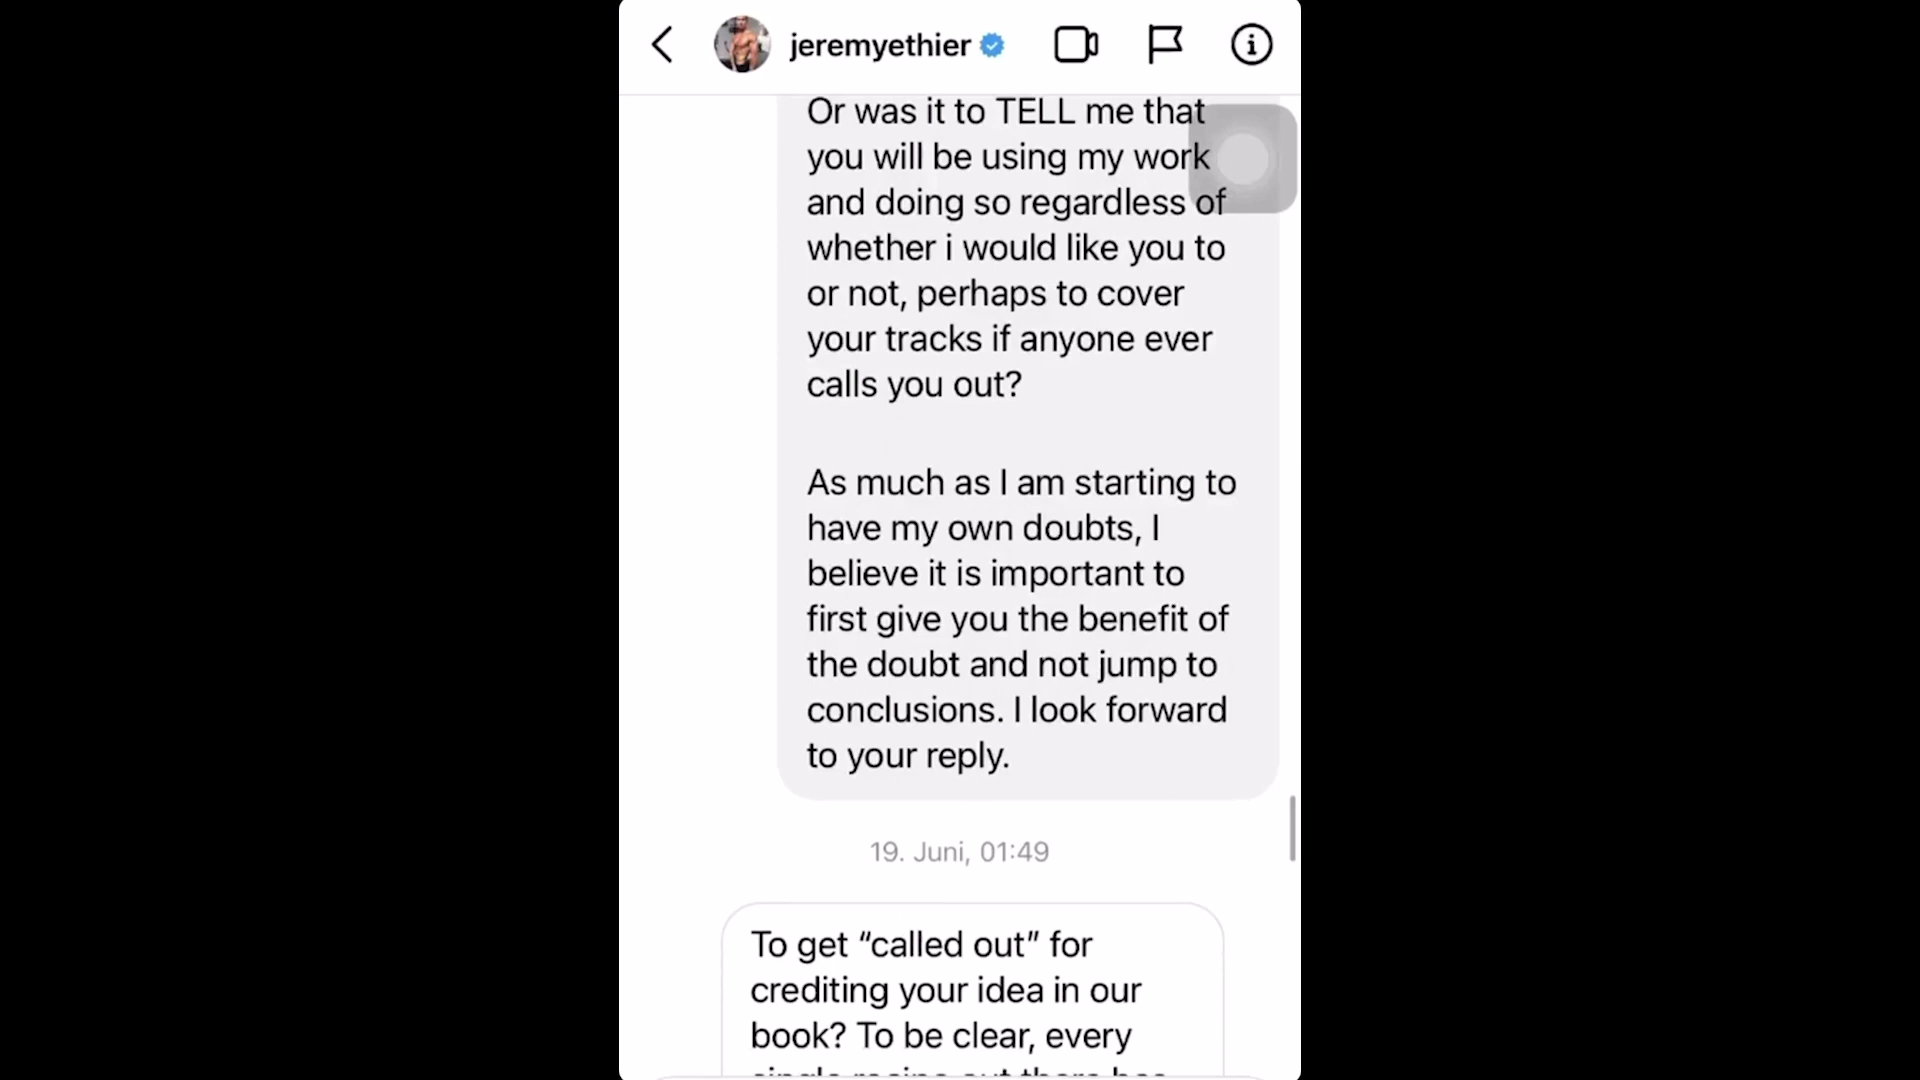 jeremyethier
Or was it to TELL me that
you will be using my work
and doing so regardless of
whether i would like you to
or not, perhaps to cover
your tracks if anyone ever
calls you out?
As much as I am starting to
have my own doubts, I
believe it is important to
first give you the benefit of
the doubt and not jump to
conclusions. I look forward
to your reply.
19. Juni, 01:49
To get “called out” for
crediting your idea in our
book? To be clear, every